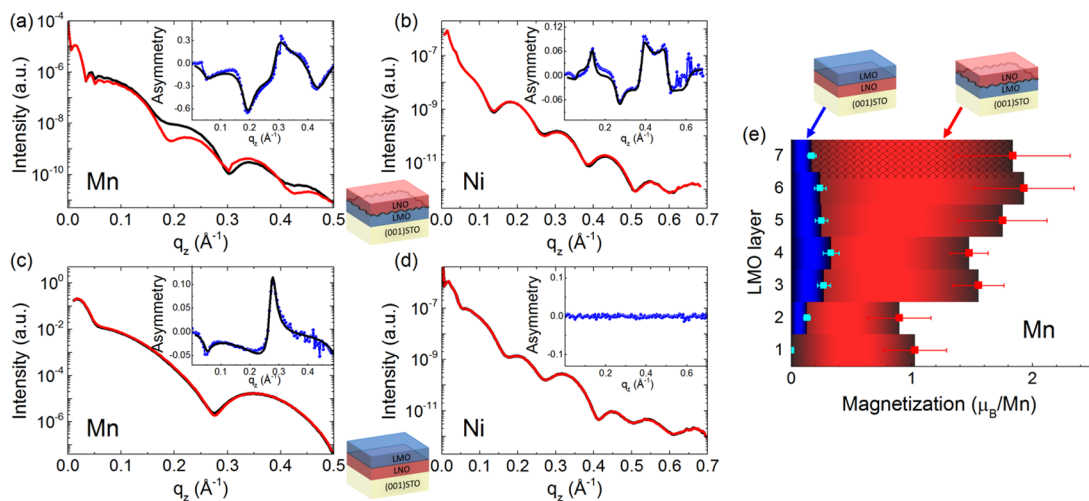 (a)
Intensity (a.u.)
10⁻⁴
10⁻⁶
10⁻⁸
10⁻¹⁰
Mn
0.0 0.1 0.2 0.3 0.4 0.5
q_z (Å⁻¹)
Asymmetry
0.3
0.0
-0.3
-0.6
0.1 0.2 0.3 0.4
q_z (Å⁻¹)
(b)
Intensity (a.u.)
10⁻⁷
10⁻⁹
10⁻¹¹
Ni
0.0 0.1 0.2 0.3 0.4 0.5 0.6 0.7
q_z (Å⁻¹)
Asymmetry
0.12
0.06
0.00
-0.06
0.2 0.4 0.6
q_z (Å⁻¹)
LNO
LMO
(001)STO
(c)
Intensity (a.u.)
10⁰
10⁻²
10⁻⁴
10⁻⁶
Mn
0.0 0.1 0.2 0.3 0.4 0.5
q_z (Å⁻¹)
Asymmetry
0.10
0.05
0.00
-0.05
0.1 0.2 0.3 0.4
q_z (Å⁻¹)
(d)
Intensity (a.u.)
10⁻⁷
10⁻⁹
10⁻¹¹
Ni
0.0 0.1 0.2 0.3 0.4 0.5 0.6 0.7
q_z (Å⁻¹)
Asymmetry
0.1
0.0
-0.1
0.2 0.4 0.6
q_z (Å⁻¹)
LMO
LNO
(001)STO
LMO
LNO
(001)STO
LNO
LMO
(001)STO
(e)
LMO layer
7
6
5
4
3
2
1
Mn
0 1 2
Magnetization (μ_B/Mn)